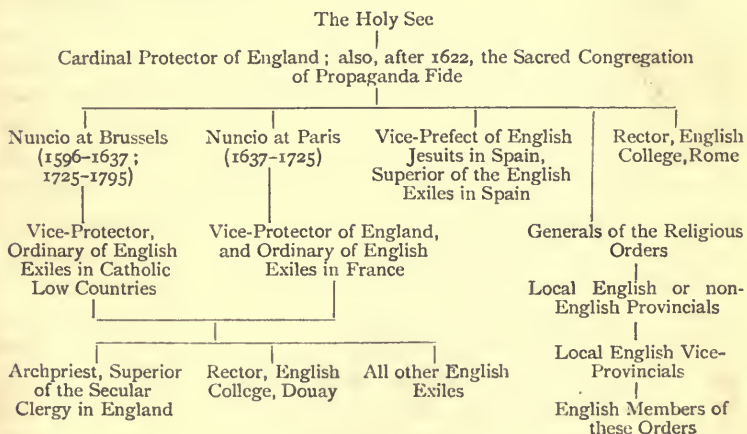 The Holy See
Cardinal Protector of England ; also, after 1622, the Sacred Congregation
of Propaganda Fide
Nuncio at Brussels
(1596-1637 ;
1725-1795)
Nuncio at Paris
(1637-1725)
Vice-Prefect of English
Jesuits in Spain,
Superior of the English
Exiles in Spain
Rector, English
College, Rome
Vice-Protector,
Ordinary of English
Exiles in Catholic
Low Countries
Vice-Protector of England,
and Ordinary of English
Exiles in France
Generals of the Religious
Orders
Local English or non-
English Provincials
Local English Vice-
Provincials
English Members of
these Orders
Archpriest, Superior
of the Secular
Clergy in England
Rector, English
College, Douay
All other English
Exiles